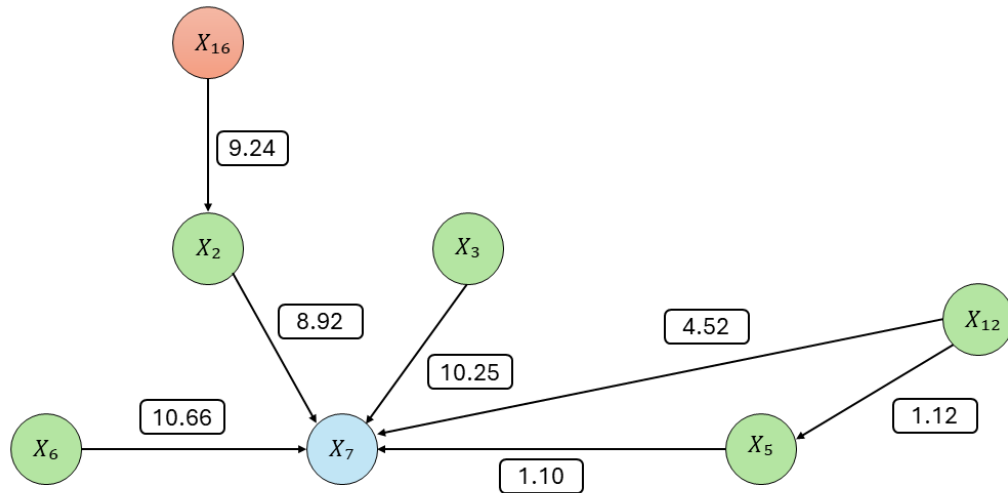 X₁₆
9.24
X₂
X₃
8.92
4.52
X₁₂
10.25
10.66
1.12
X₆
X₇
X₅
1.10